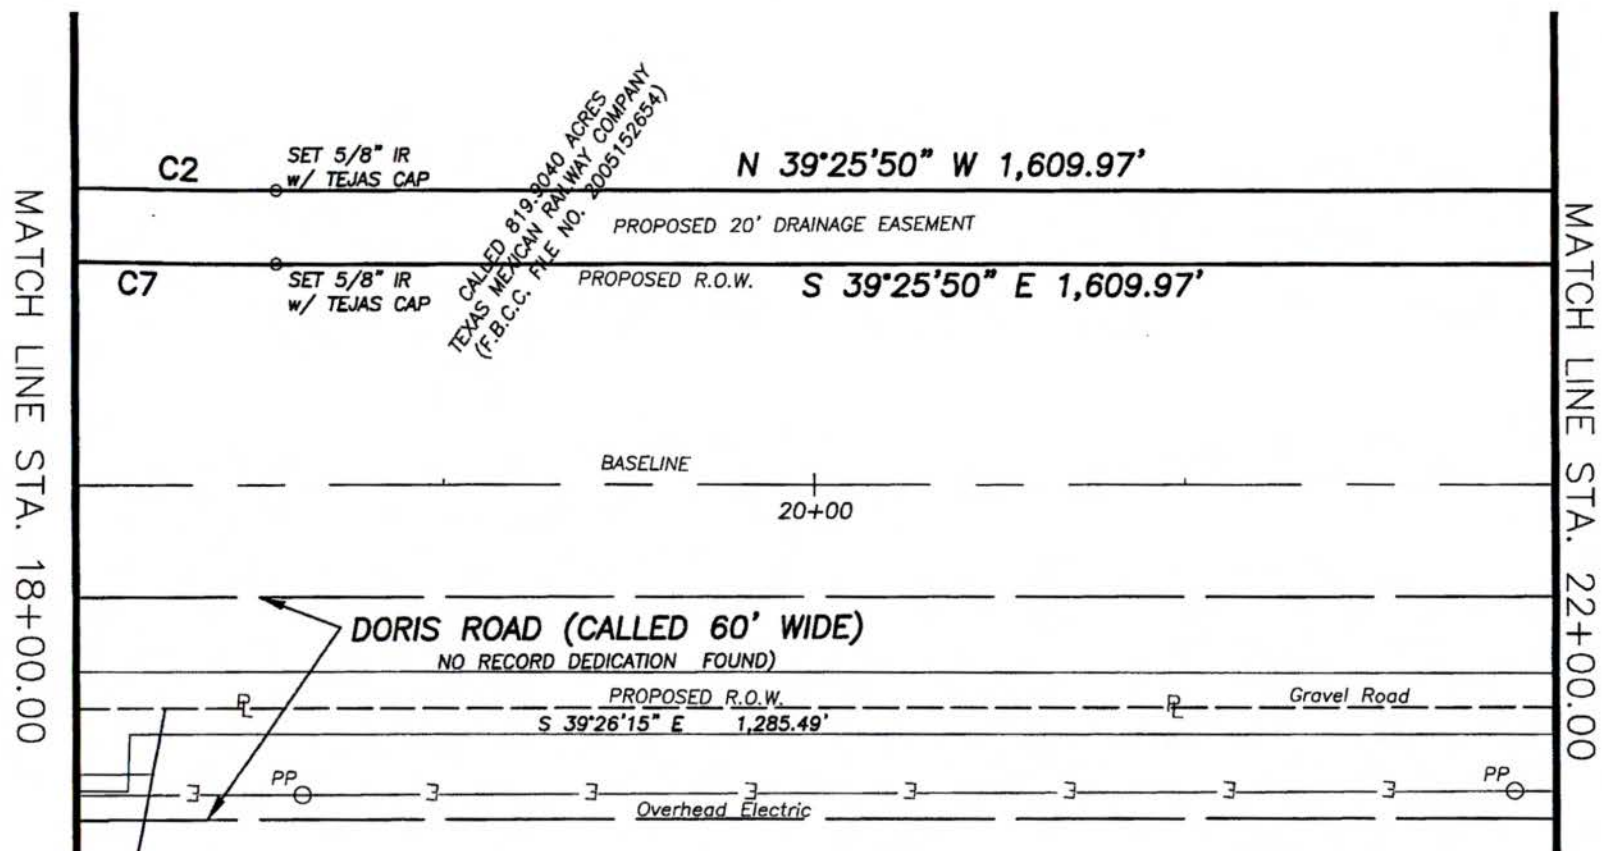 MATCH LINE STA. 18+00.00
C2
SET 5/8" IR
w/ TEJAS CAP
N 39°25'50" W 1,609.97'
PROPOSED 20' DRAINAGE EASEMENT
CALLED 819.9040 ACRES
TEXAS MEXICAN RAILWAY COMPANY
(F.B.C.C. FILE NO. 2005152654)
C7
SET 5/8" IR
w/ TEJAS CAP
PROPOSED R.O.W.
S 39°25'50" E 1,609.97'
BASELINE
20+00
DORIS ROAD (CALLED 60' WIDE)
NO RECORD DEDICATION FOUND)
PROPOSED R.O.W.
PL
PL
Gravel Road
S 39°26'15" E 1,285.49'
PP
PP
E E E E E E E E
Overhead Electric
MATCH LINE STA. 22+00.00